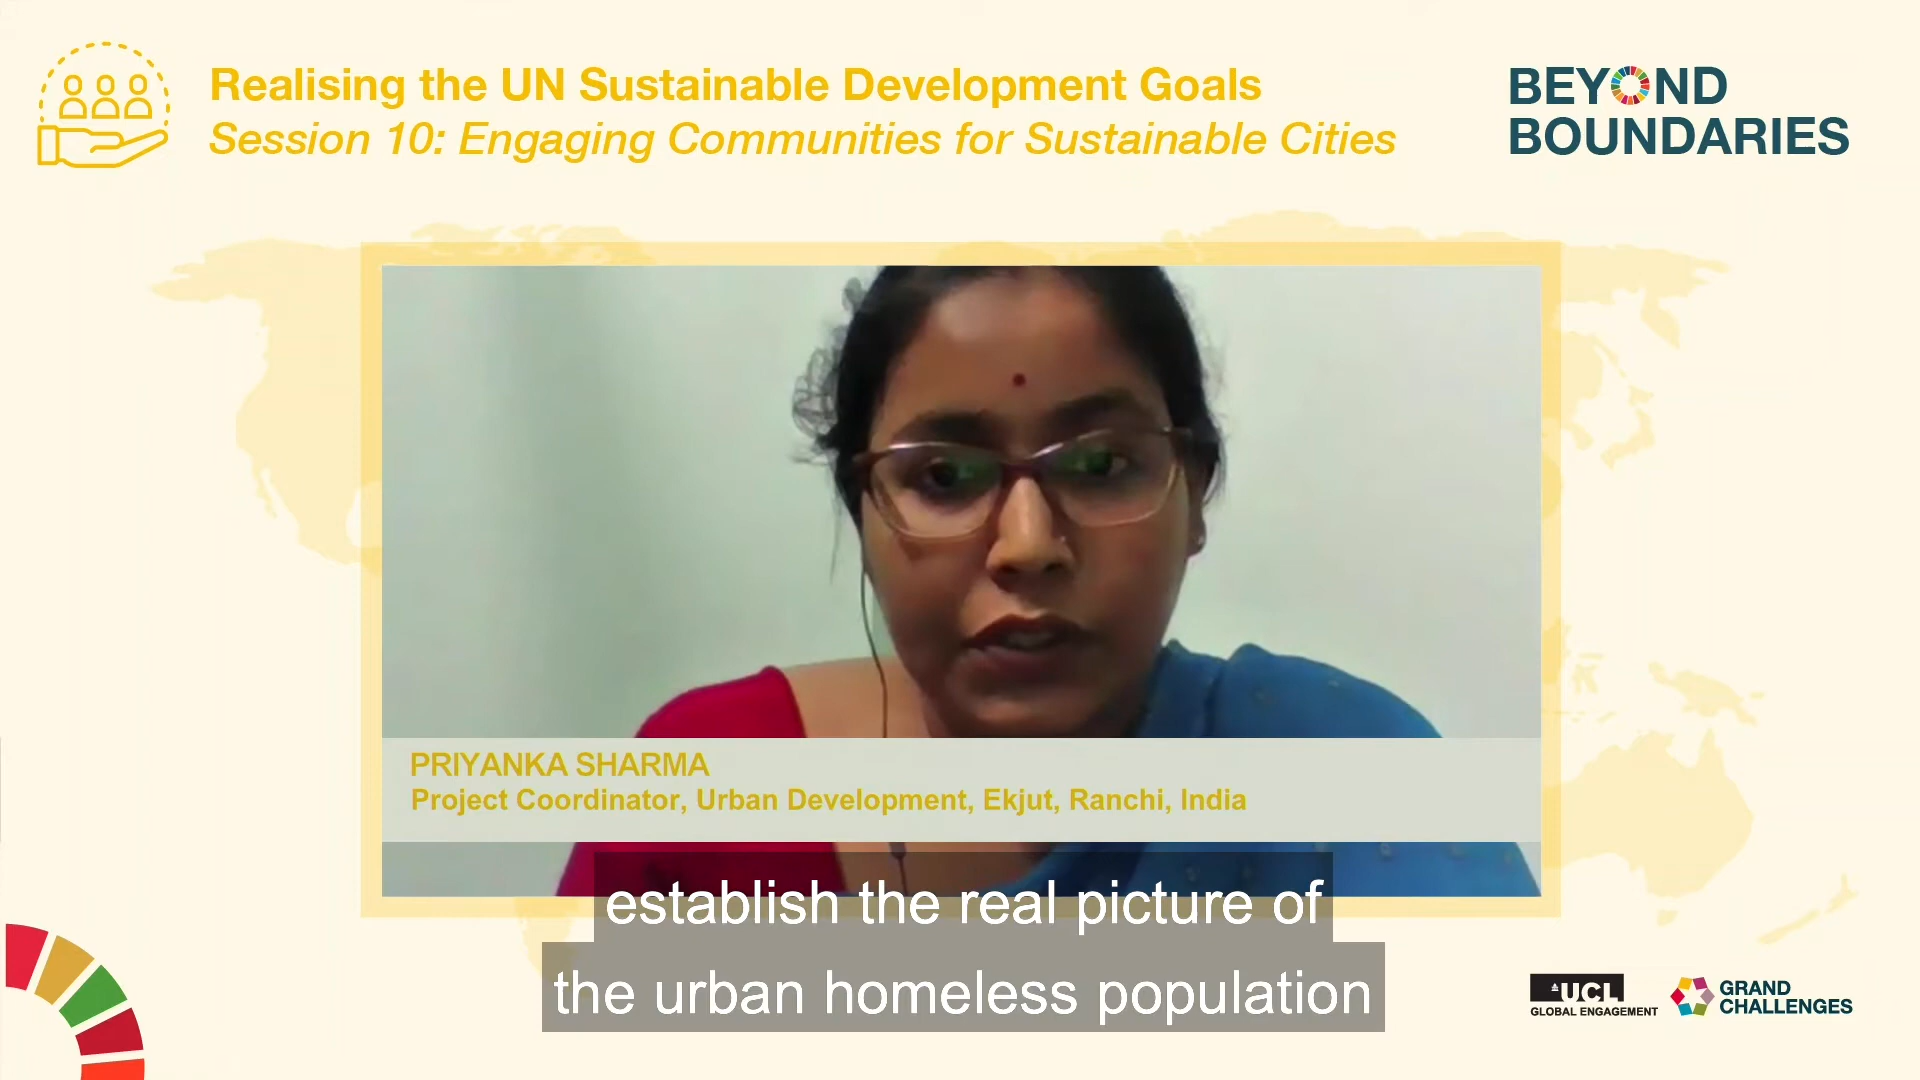 Realising the UN Sustainable Development Goals
Session 10: Engaging Communities for Sustainable Cities
BEYOND
BOUNDARIES
PRIYANKA SHARMA
Project Coordinator, Urban Development, Ekjut, Ranchi, India
establish the real picture of
the urban homeless population
UCL
GLOBAL ENGAGEMENT
GRAND
CHALLENGES